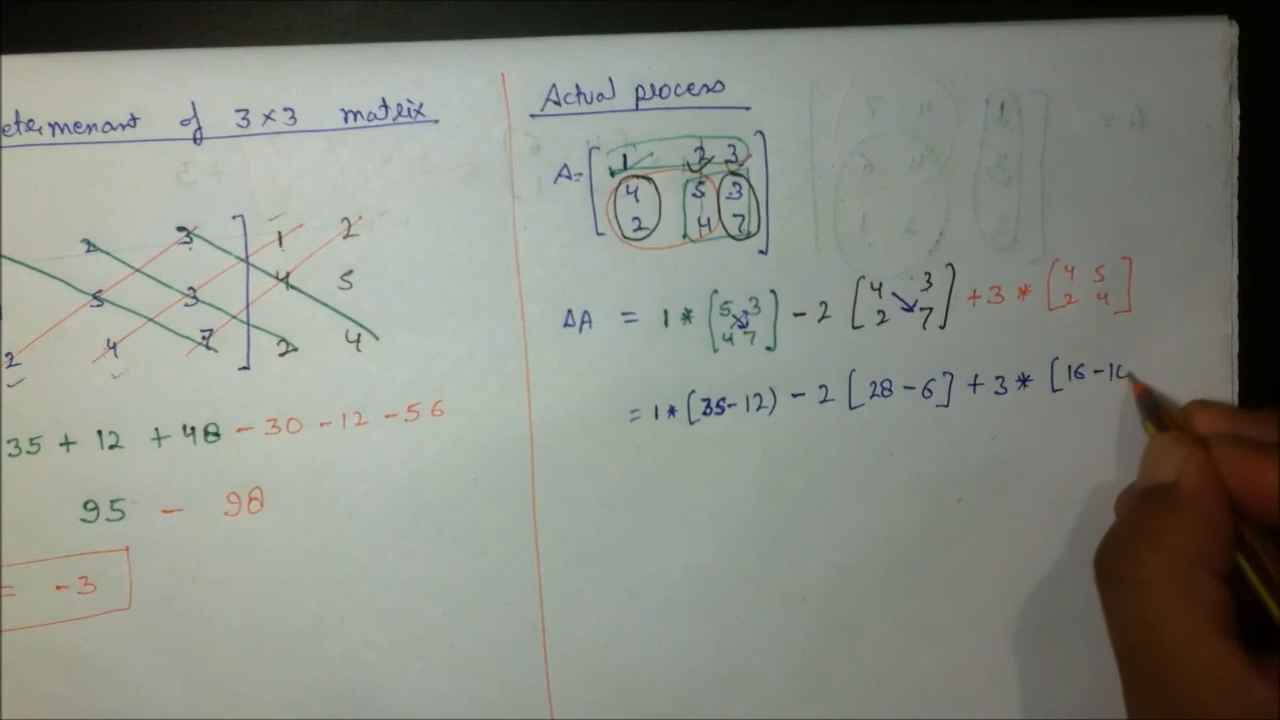 etermenant of 3×3 matrix
2 3 ] 1 2
5 3 4 5
2 4 7 2 4
35 + 12 + 48 - 30 - 12 - 56
95 - 98
= -3
Actual process
A= [ 1 2 3
4 5 3
2 4 7 ]
ΔA = 1 * [ 5 3 - 2 [ 4 3 + 3 * [ 4 5
4 7 ] 2 7 ] 2 4 ]
= 1 * (35-12) - 2 [28-6] + 3 * [16-10